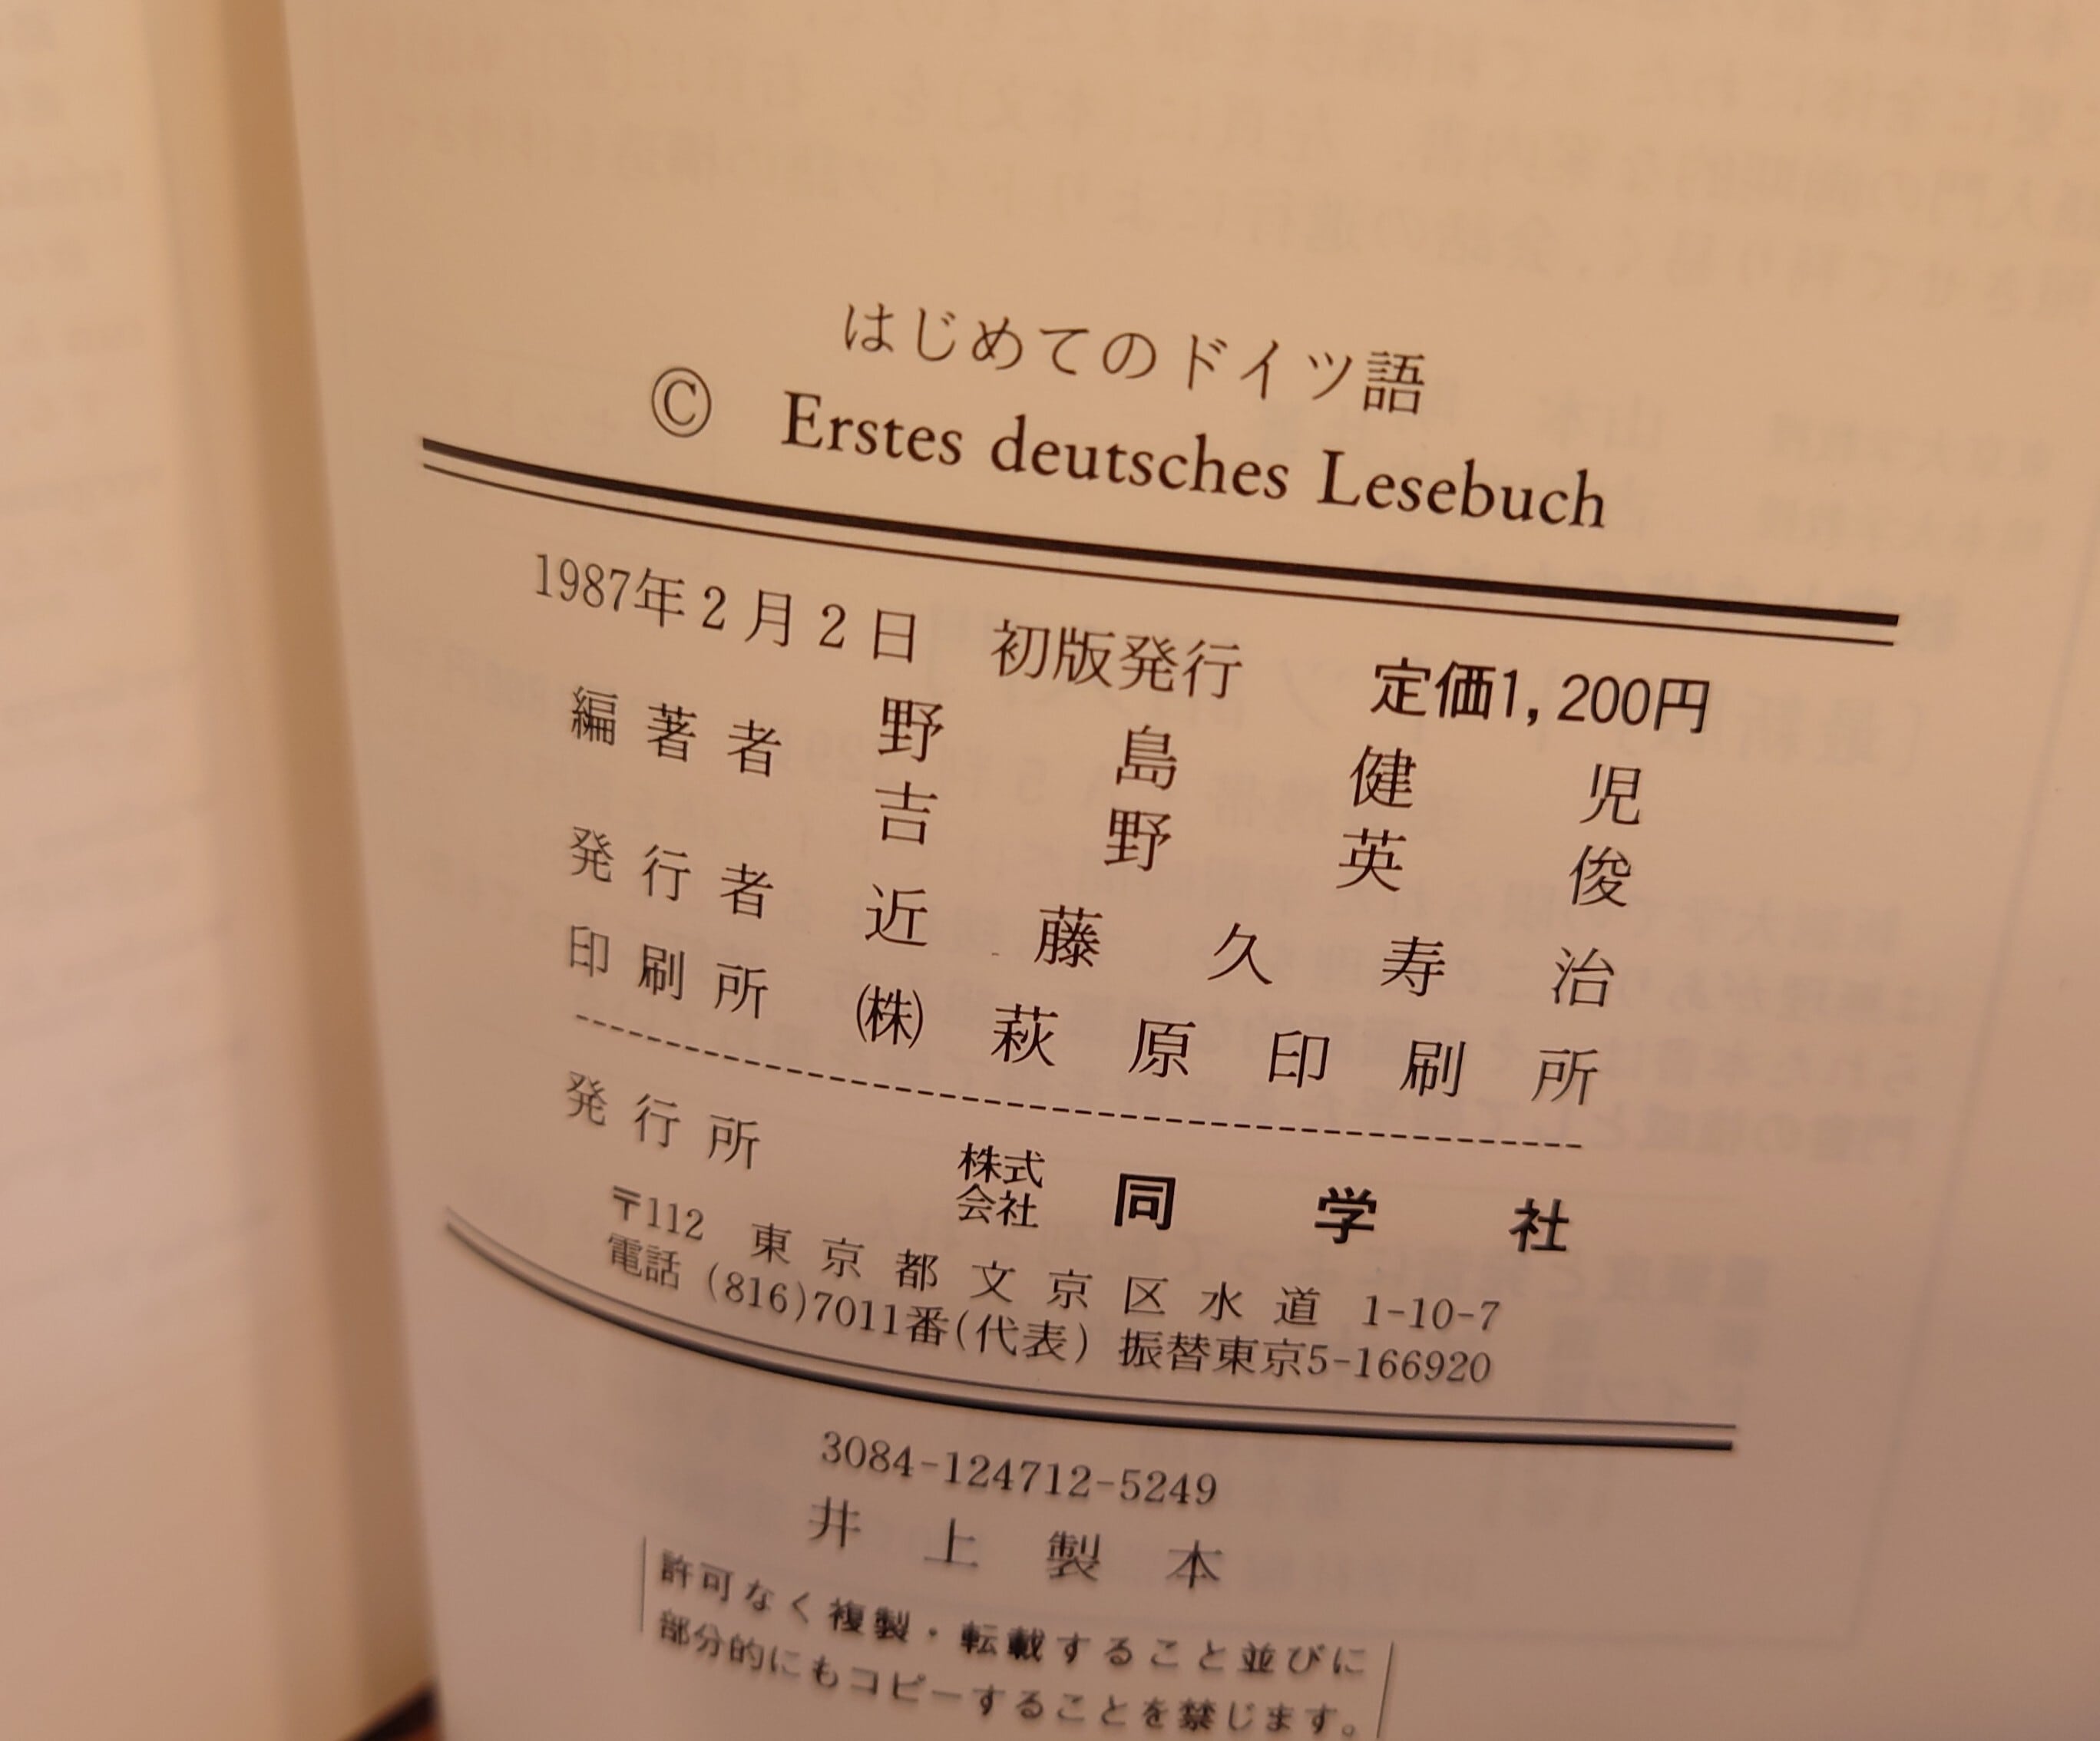 はじめてのドイツ語
© Erstes deutsches Lesebuch
1987年2月2日 初版発行 定価1,200円
編著者 野島健児
吉野英俊
発行者 近藤久寿治
印刷所 ㈱萩原印刷所
発行所 株式会社 同学社
〒112 東京都文京区水道 1-10-7
電話 (816)7011番(代表) 振替東京5-166920
3084-124712-5249
井上製本
許可なく複製・転載すること並びに
部分的にもコピーすることを禁じます。